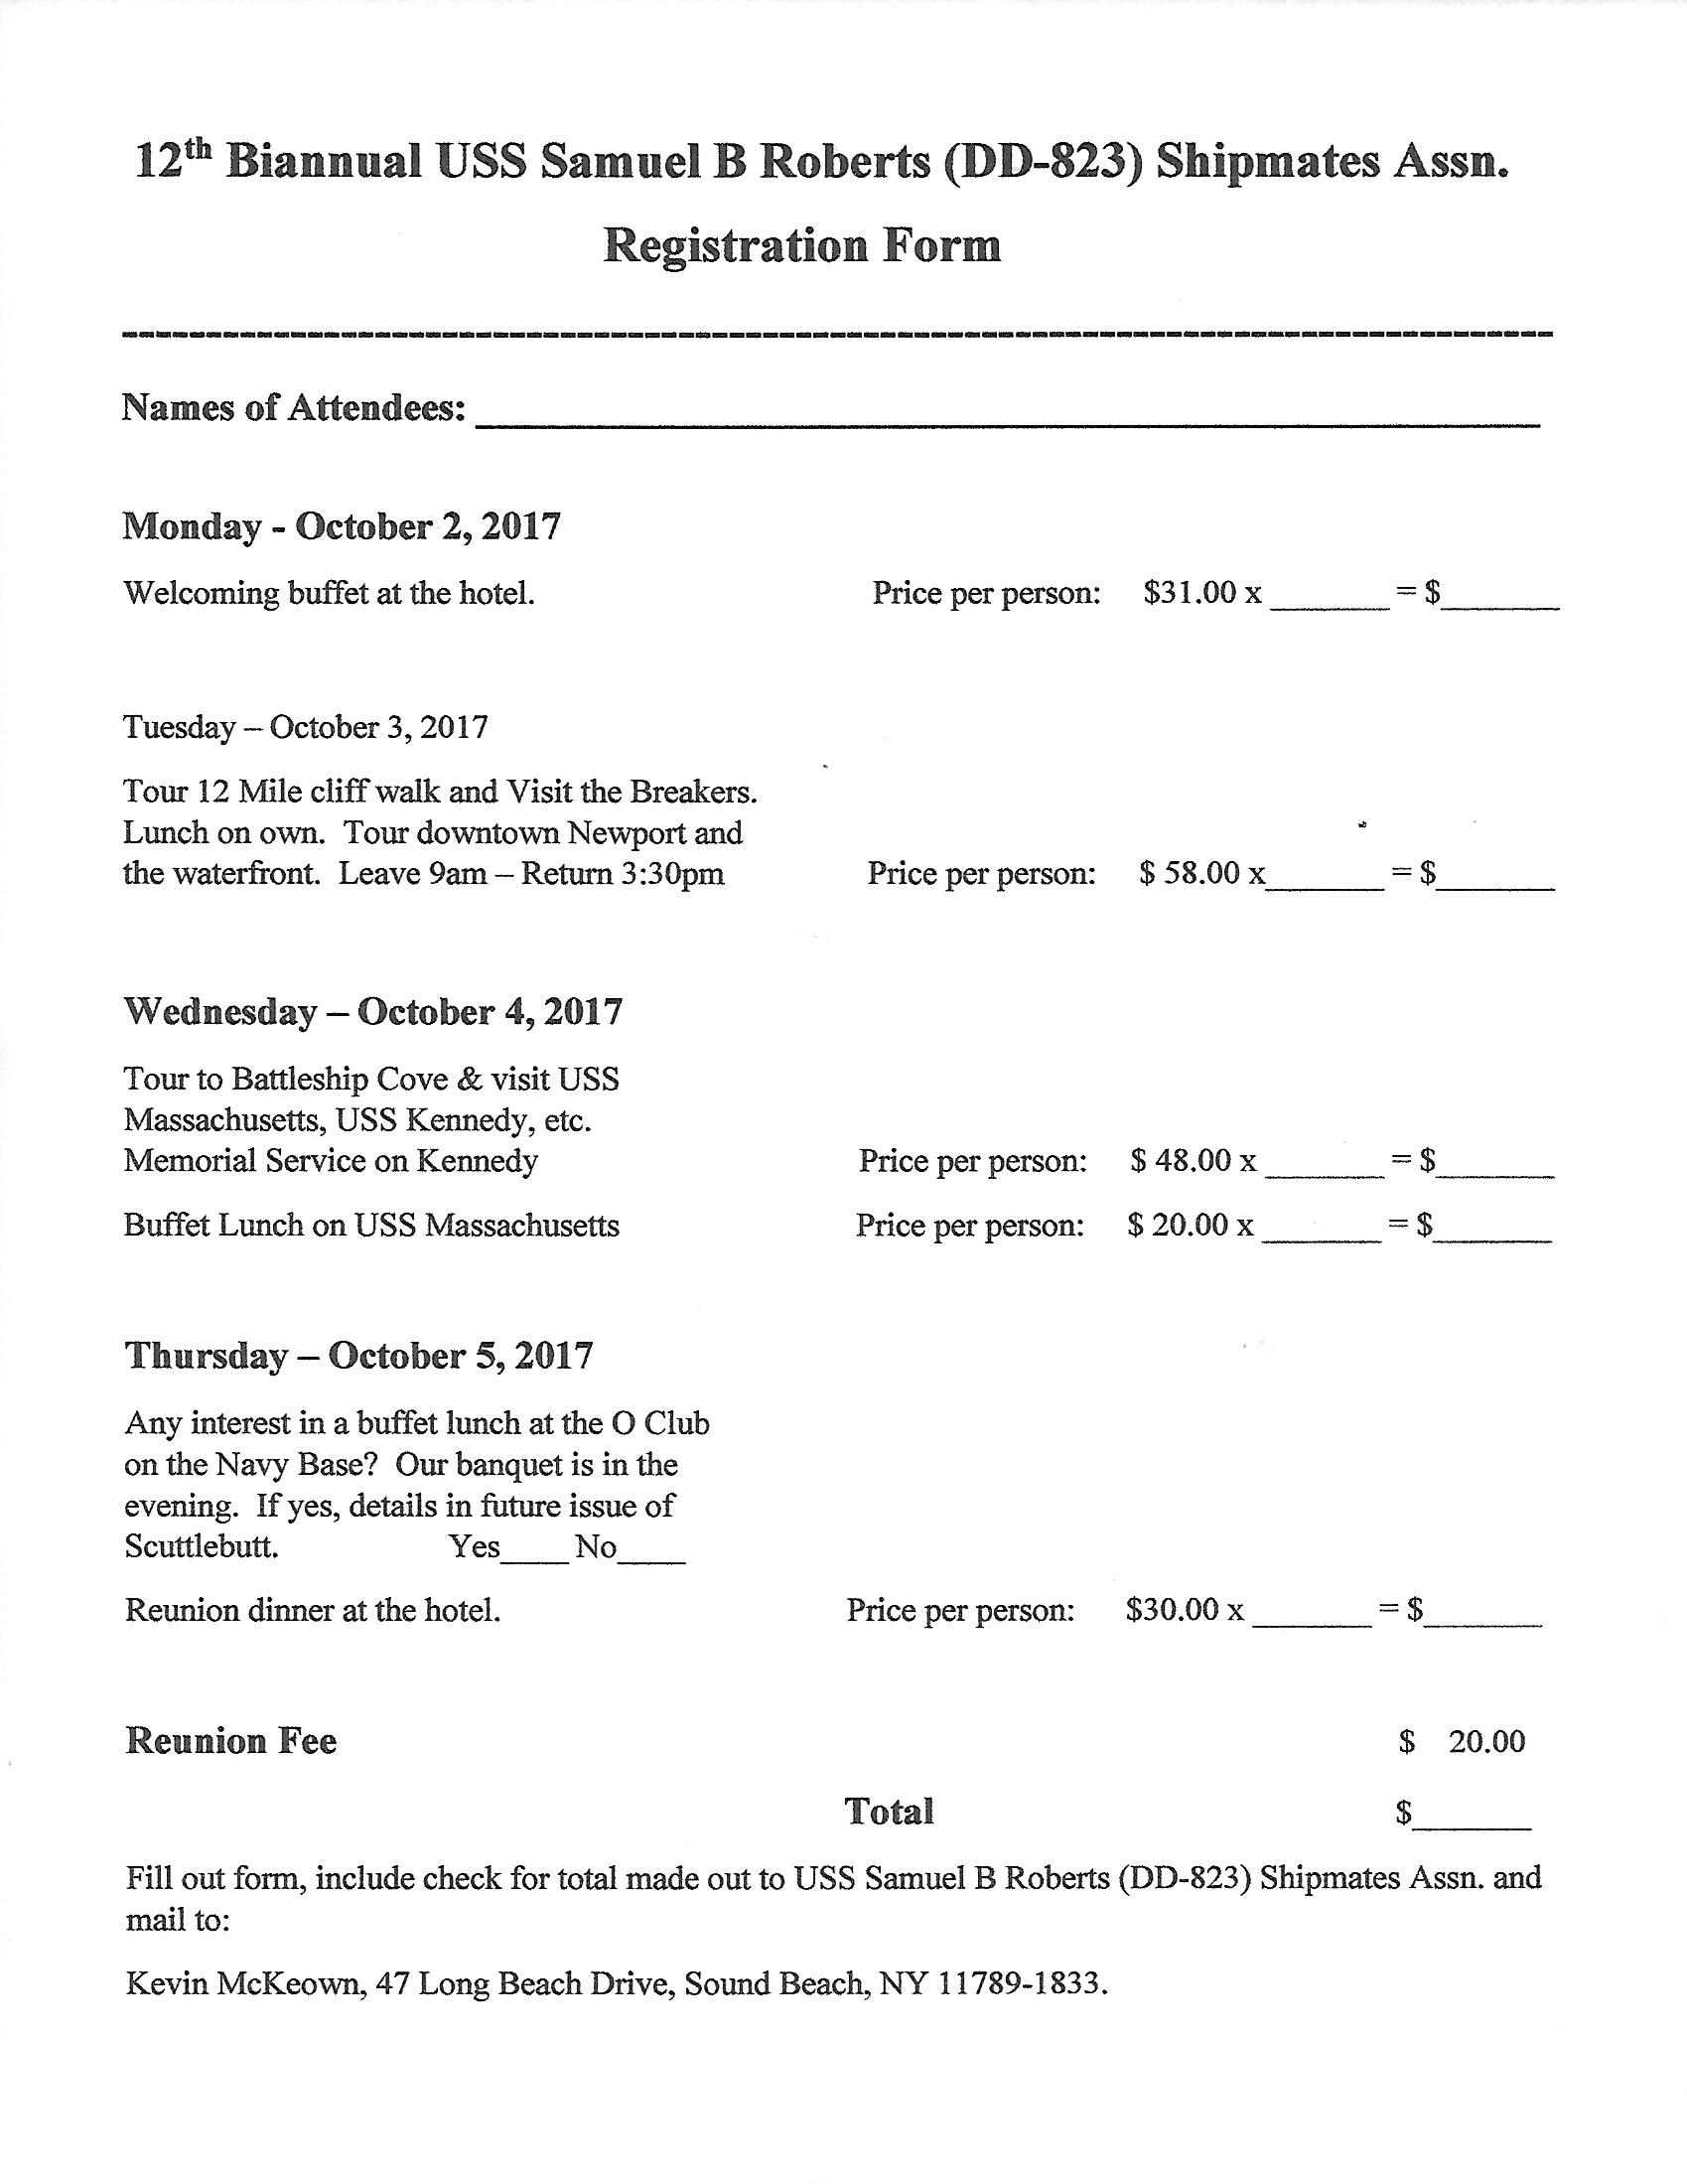 12th Biannual USS Samuel B Roberts (DD-823) Shipmates Assn.
Registration Form
Names of Attendees: ____________________
Monday - October 2, 2017
Welcoming buffet at the hotel. Price per person: $31.00 x _______ = $_______
Tuesday – October 3, 2017
Tour 12 Mile cliff walk and Visit the Breakers.
Lunch on own. Tour downtown Newport and
the waterfront. Leave 9am – Return 3:30pm Price per person: $ 58.00 x_______ = $_______
Wednesday – October 4, 2017
Tour to Battleship Cove & visit USS
Massachusetts, USS Kennedy, etc.
Memorial Service on Kennedy Price per person: $ 48.00 x _______ = $_______
Buffet Lunch on USS Massachusetts Price per person: $ 20.00 x _______ = $_______
Thursday – October 5, 2017
Any interest in a buffet lunch at the O Club
on the Navy Base? Our banquet is in the
evening. If yes, details in future issue of
Scuttlebutt. Yes____ No____
Reunion dinner at the hotel. Price per person: $30.00 x _______ = $_______
Reunion Fee $ 20.00
Total $_______
Fill out form, include check for total made out to USS Samuel B Roberts (DD-823) Shipmates Assn. and
mail to:
Kevin McKeown, 47 Long Beach Drive, Sound Beach, NY 11789-1833.